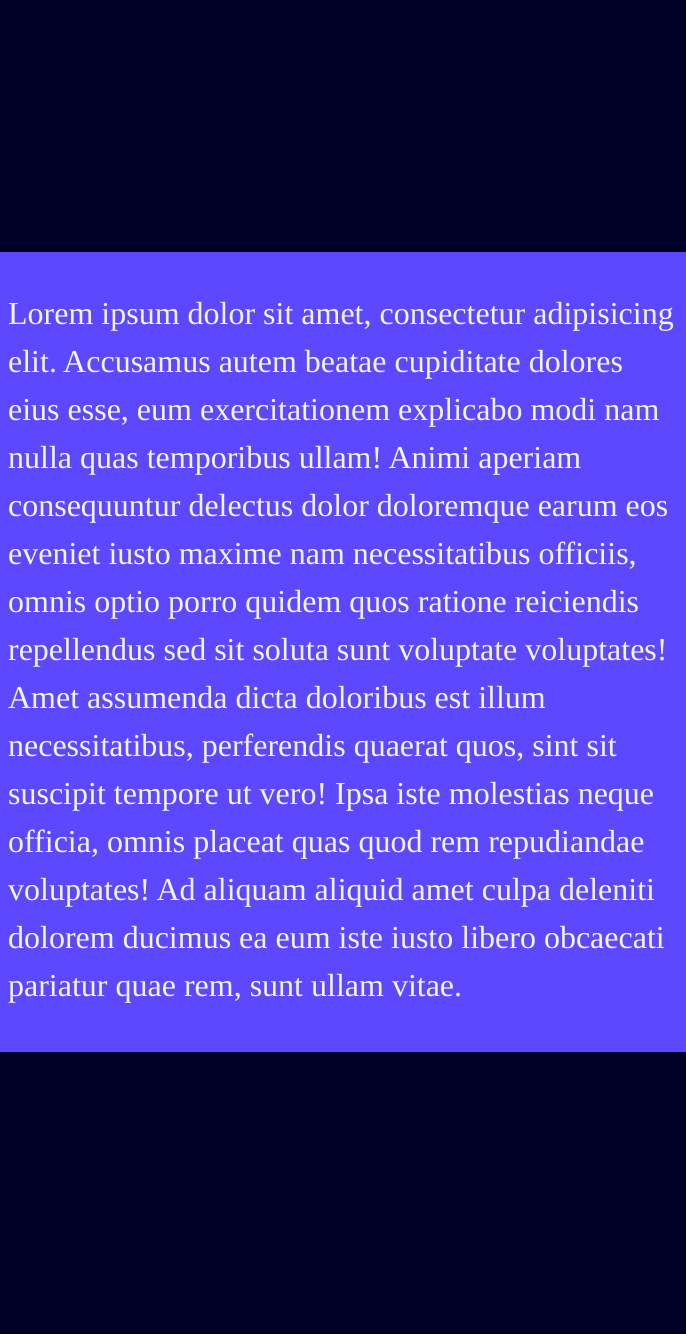 Lorem ipsum dolor sit amet, consectetur adipisicing
elit. Accusamus autem beatae cupiditate dolores
eius esse, eum exercitationem explicabo modi nam
nulla quas temporibus ullam! Animi aperiam
consequuntur delectus dolor doloremque earum eos
eveniet iusto maxime nam necessitatibus officiis,
omnis optio porro quidem quos ratione reiciendis
repellendus sed sit soluta sunt voluptate voluptates!
Amet assumenda dicta doloribus est illum
necessitatibus, perferendis quaerat quos, sint sit
suscipit tempore ut vero! Ipsa iste molestias neque
officia, omnis placeat quas quod rem repudiandae
voluptates! Ad aliquam aliquid amet culpa deleniti
dolorem ducimus ea eum iste iusto libero obcaecati
pariatur quae rem, sunt ullam vitae.